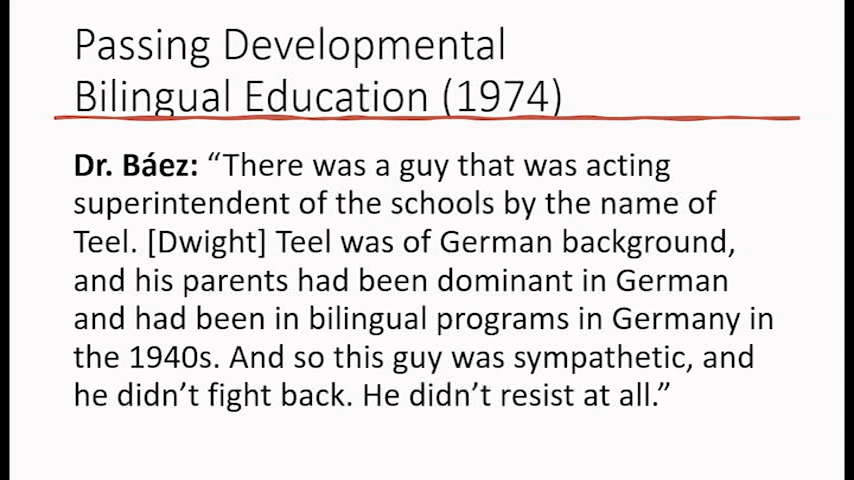 Passing Developmental
Bilingual Education (1974)
Dr. Báez: “There was a guy that was acting
superintendent of the schools by the name of
Teel. [Dwight] Teel was of German background,
and his parents had been dominant in German
and had been in bilingual programs in Germany in
the 1940s. And so this guy was sympathetic, and
he didn’t fight back. He didn’t resist at all.”